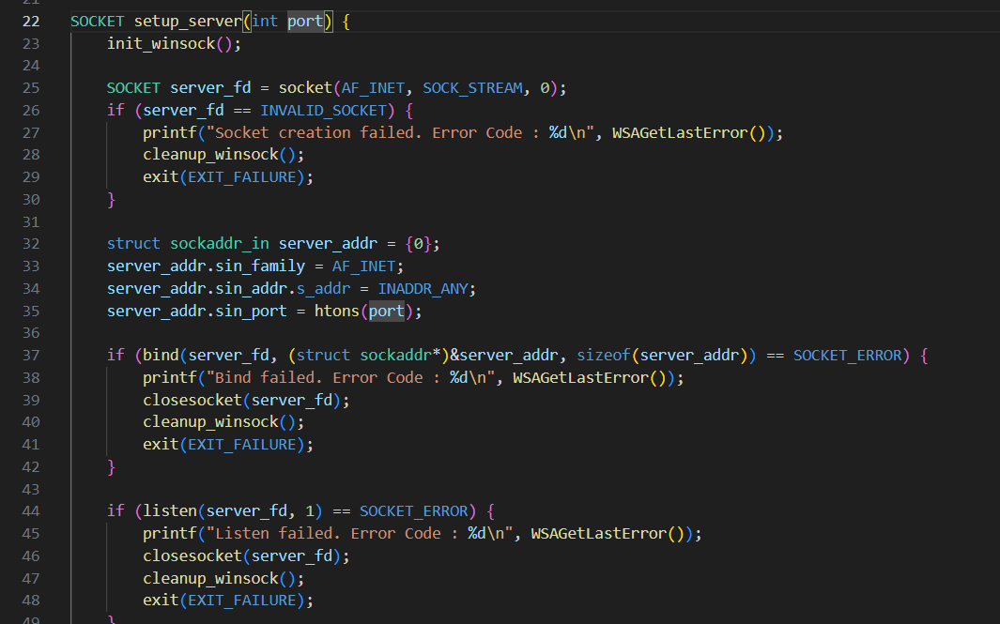 21
22 SOCKET setup_server(int port) {
23     init_winsock();
24
25     SOCKET server_fd = socket(AF_INET, SOCK_STREAM, 0);
26     if (server_fd == INVALID_SOCKET) {
27         printf("Socket creation failed. Error Code : %d\n", WSAGetLastError());
28         cleanup_winsock();
29         exit(EXIT_FAILURE);
30     }
31
32     struct sockaddr_in server_addr = {0};
33     server_addr.sin_family = AF_INET;
34     server_addr.sin_addr.s_addr = INADDR_ANY;
35     server_addr.sin_port = htons(port);
36
37     if (bind(server_fd, (struct sockaddr*)&server_addr, sizeof(server_addr)) == SOCKET_ERROR) {
38         printf("Bind failed. Error Code : %d\n", WSAGetLastError());
39         closesocket(server_fd);
40         cleanup_winsock();
41         exit(EXIT_FAILURE);
42     }
43
44     if (listen(server_fd, 1) == SOCKET_ERROR) {
45         printf("Listen failed. Error Code : %d\n", WSAGetLastError());
46         closesocket(server_fd);
47         cleanup_winsock();
48         exit(EXIT_FAILURE);
49     }